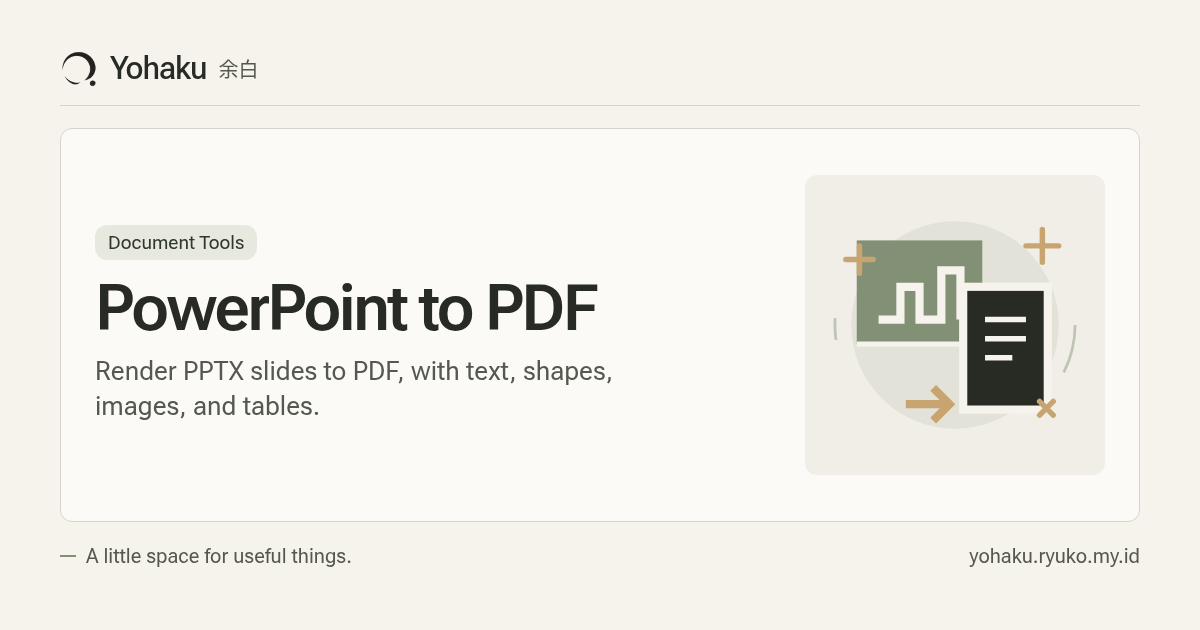 Yohaku 余白
Document Tools
PowerPoint to PDF
Render PPTX slides to PDF, with text, shapes,
images, and tables.
— A little space for useful things.
yohaku.ryuko.my.id